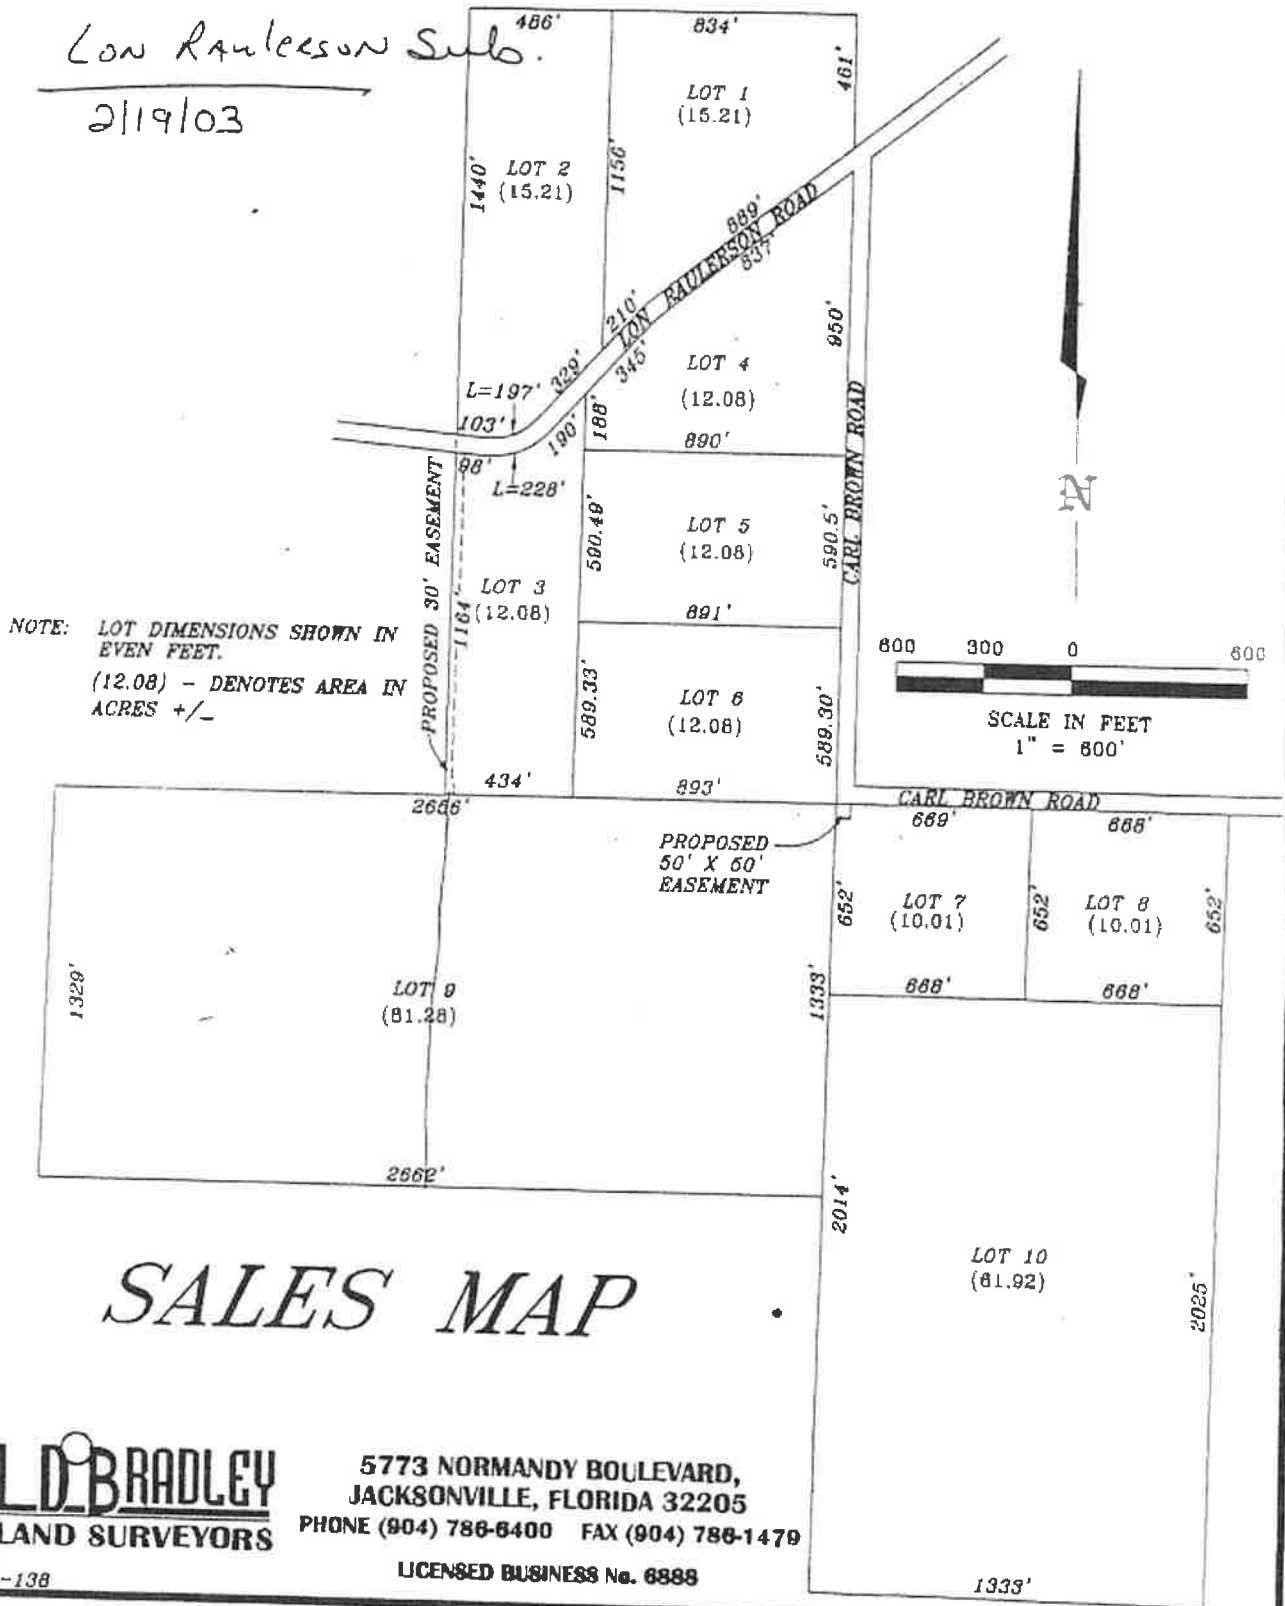 Lon Raulerson Sub.
2/19/03
486'
834'
461'
LOT 1
(15.21)
LOT 2
(15.21)
1440'
1156'
889'
LON RAULERSON ROAD
837'
210'
345'
329'
L=197'
103'
98'
L=228'
190'
188'
LOT 4
(12.08)
950'
890'
CARL BROWN ROAD
PROPOSED 30' EASEMENT
1164'
LOT 3
(12.08)
590.49'
LOT 5
(12.08)
590.5'
891'
589.33'
LOT 6
(12.08)
589.30'
434'
893'
NOTE: LOT DIMENSIONS SHOWN IN
EVEN FEET.
(12.08) - DENOTES AREA IN
ACRES +/_
N
600 300 0 600
SCALE IN FEET
1" = 600'
2666'
CARL BROWN ROAD
PROPOSED
50' X 50'
EASEMENT
669'
668'
652'
LOT 7
(10.01)
652'
LOT 8
(10.01)
652'
668'
668'
1329'
LOT 9
(81.28)
1333'
2662'
2014'
LOT 10
(61.92)
2025'
1333'
SALES MAP
L.D. BRADLEY
LAND SURVEYORS
5773 NORMANDY BOULEVARD,
JACKSONVILLE, FLORIDA 32205
PHONE (904) 786-6400 FAX (904) 786-1479
LICENSED BUSINESS No. 6888
-138